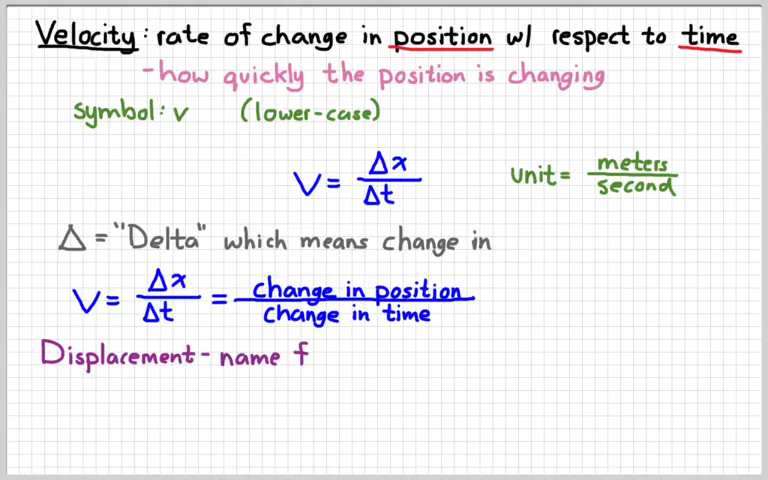 Velocity: rate of change in position w/ respect to time
-how quickly the position is changing
symbol: v (lower-case)
V = Δx/Δt unit = meters/second
Δ = "Delta" which means change in
V = Δx/Δt = change in position/change in time
Displacement - name f